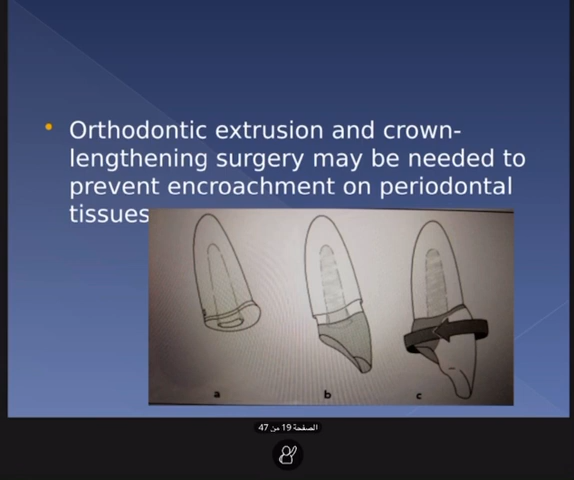 Orthodontic extrusion and crown-
lengthening surgery may be needed to
prevent encroachment on periodontal
tissues
a b c
الصفحة 19 من 47